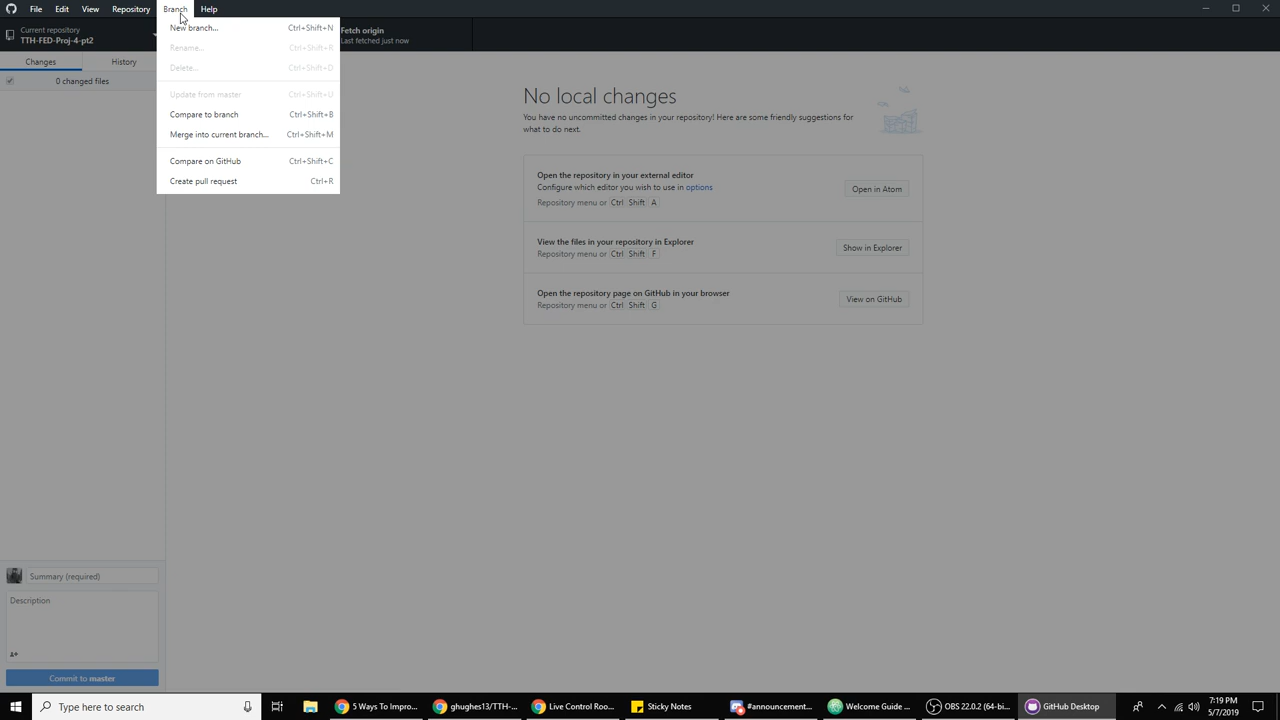 File Edit View Repository Branch Help
Current repository
TTH-FED-Proj-4-pt2
Fetch origin
Last fetched just now
Changes History
0 changed files
New branch... Ctrl+Shift+N
Rename... Ctrl+Shift+R
Delete... Ctrl+Shift+D
Update from master Ctrl+Shift+U
Compare to branch Ctrl+Shift+B
Merge into current branch... Ctrl+Shift+M
Compare on GitHub Ctrl+Shift+C
Create pull request Ctrl+R
No local changes
You have no uncommitted changes in your repository! Here are some friendly suggestions for
what to do next.
Open the repository in your external editor
Configure which editor you wish to use in options.
Repository menu or Ctrl Shift A
Open in Atom
View the files in your repository in Explorer
Repository menu or Ctrl Shift F
Show in Explorer
Open the repository page on GitHub in your browser
Repository menu or Ctrl Shift G
View on GitHub
Summary (required)
Description
Commit to master
Type here to search
5 Ways To Impro...
ghughes13/TTH-...
Live Control Roo...
Sticky Notes
#announcement...
Welcome Guide ...
OBS 22.0.2 (64-bi...
GitHub Desktop
7:19 PM
5/7/2019